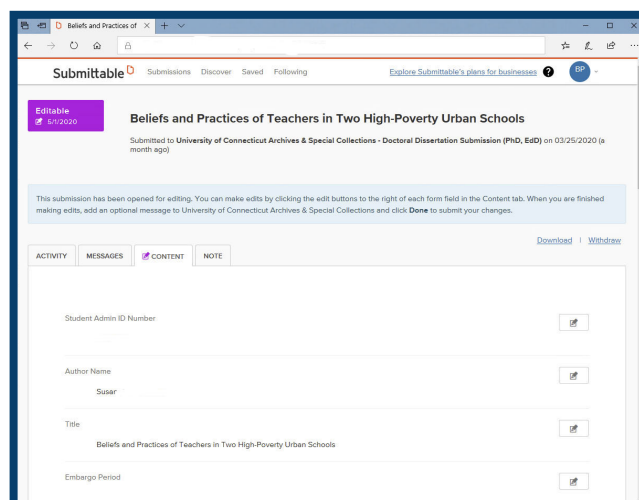 Beliefs and Practices of
Submittable
Submissions Discover Saved Following
Explore Submittable's plans for businesses ? BP
Editable
5/1/2020
Beliefs and Practices of Teachers in Two High-Poverty Urban Schools
Submitted to University of Connecticut Archives & Special Collections - Doctoral Dissertation Submission (PhD, EdD) on 03/25/2020 (a
month ago)
This submission has been opened for editing. You can make edits by clicking the edit buttons to the right of each form field in the Content tab. When you are finished
making edits, add an optional message to University of Connecticut Archives & Special Collections and click Done to submit your changes.
Download | Withdraw
ACTIVITY MESSAGES CONTENT NOTE
Student Admin ID Number
Author Name
Susar
Title
Beliefs and Practices of Teachers in Two High-Poverty Urban Schools
Embargo Period